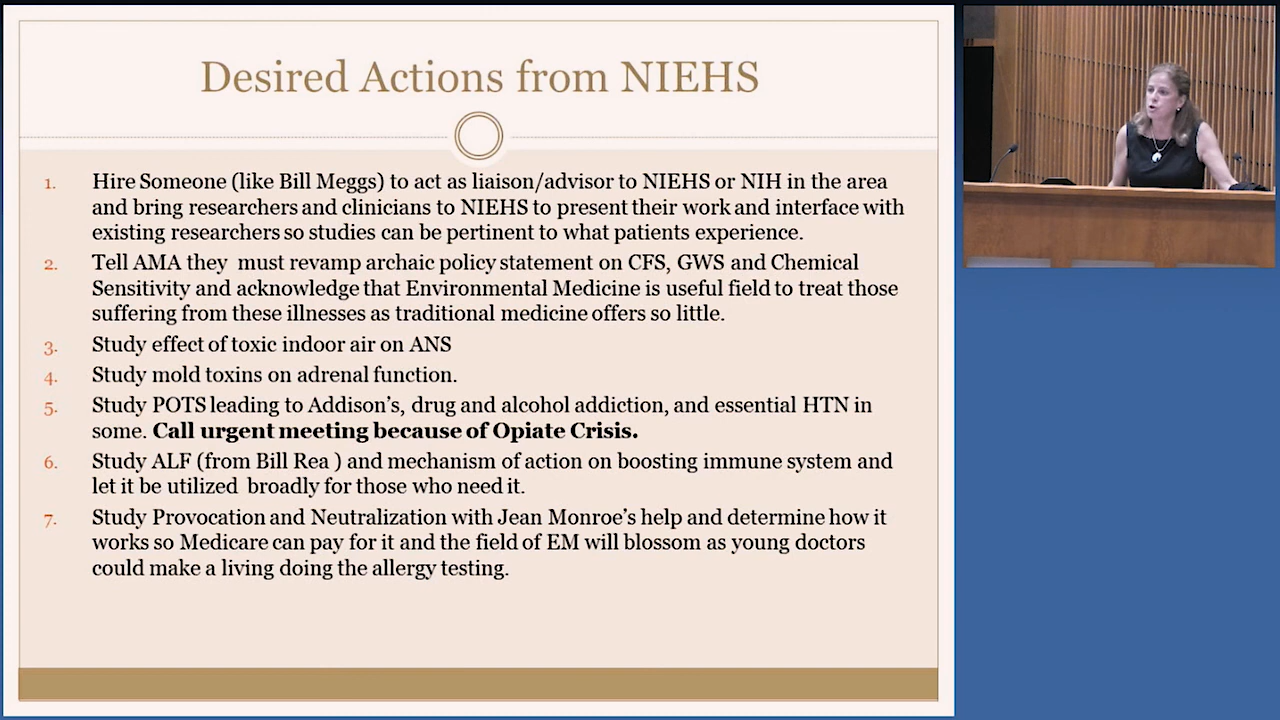 Desired Actions from NIEHS
1. Hire Someone (like Bill Meggs) to act as liaison/advisor to NIEHS or NIH in the area
and bring researchers and clinicians to NIEHS to present their work and interface with
existing researchers so studies can be pertinent to what patients experience.
2. Tell AMA they must revamp archaic policy statement on CFS, GWS and Chemical
Sensitivity and acknowledge that Environmental Medicine is useful field to treat those
suffering from these illnesses as traditional medicine offers so little.
3. Study effect of toxic indoor air on ANS
4. Study mold toxins on adrenal function.
5. Study POTS leading to Addison's, drug and alcohol addiction, and essential HTN in
some. Call urgent meeting because of Opiate Crisis.
6. Study ALF (from Bill Rea ) and mechanism of action on boosting immune system and
let it be utilized broadly for those who need it.
7. Study Provocation and Neutralization with Jean Monroe's help and determine how it
works so Medicare can pay for it and the field of EM will blossom as young doctors
could make a living doing the allergy testing.